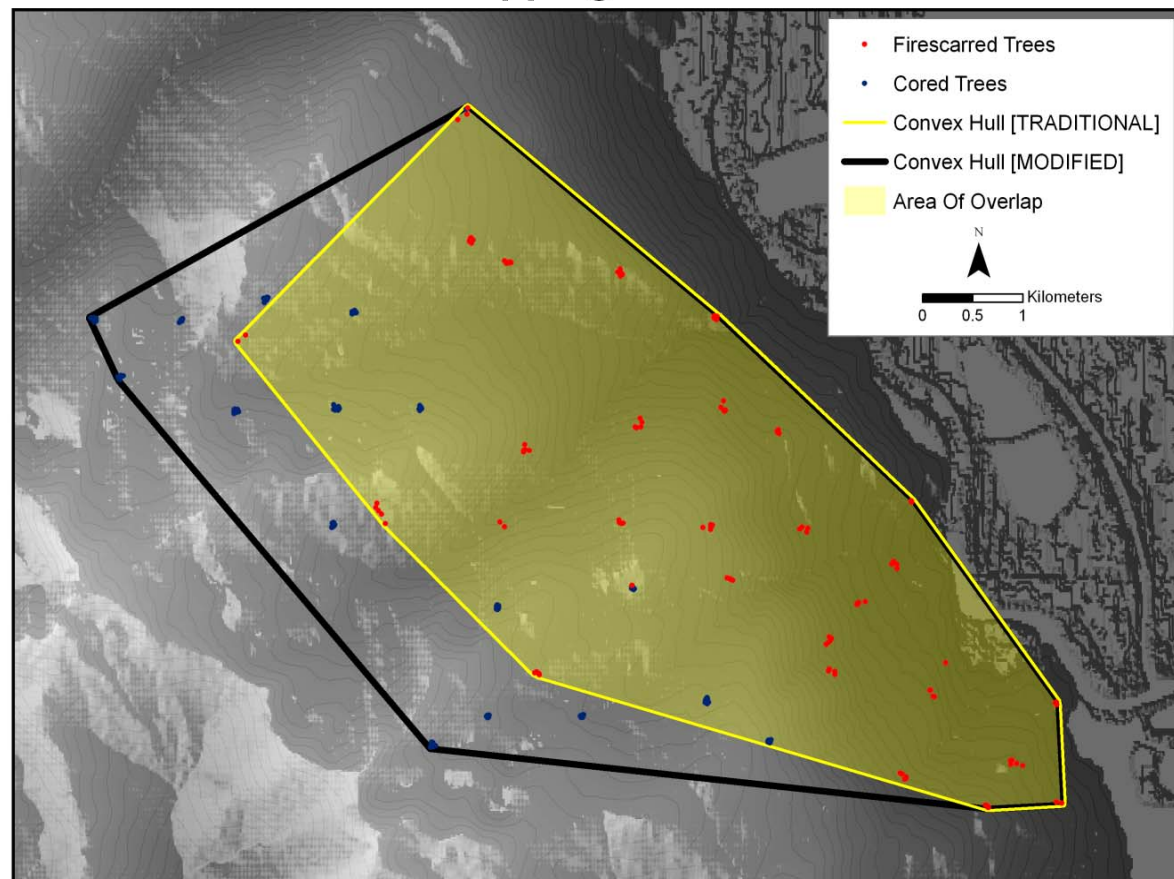 Firescarred Trees
Cored Trees
Convex Hull [TRADITIONAL]
Convex Hull [MODIFIED]
Area Of Overlap
N
Kilometers
0 0.5 1